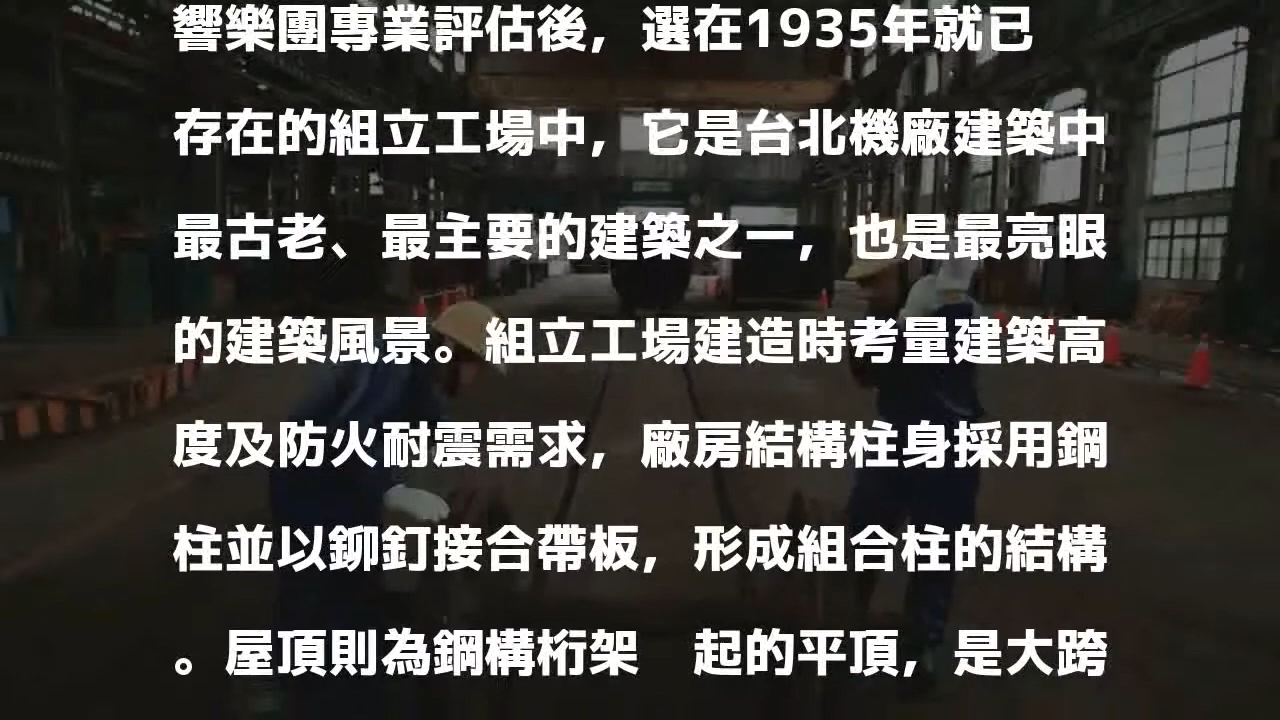 響樂團專業評估後，選在1935年就已
存在的組立工場中，它是台北機廠建築中
最古老、最主要的建築之一，也是最亮眼
的建築風景。組立工場建造時考量建築高
度及防火耐震需求，廠房結構柱身採用鋼
柱並以鉚釘接合帶板，形成組合柱的結構
。屋頂則為鋼構桁架　起的平頂，是大跨